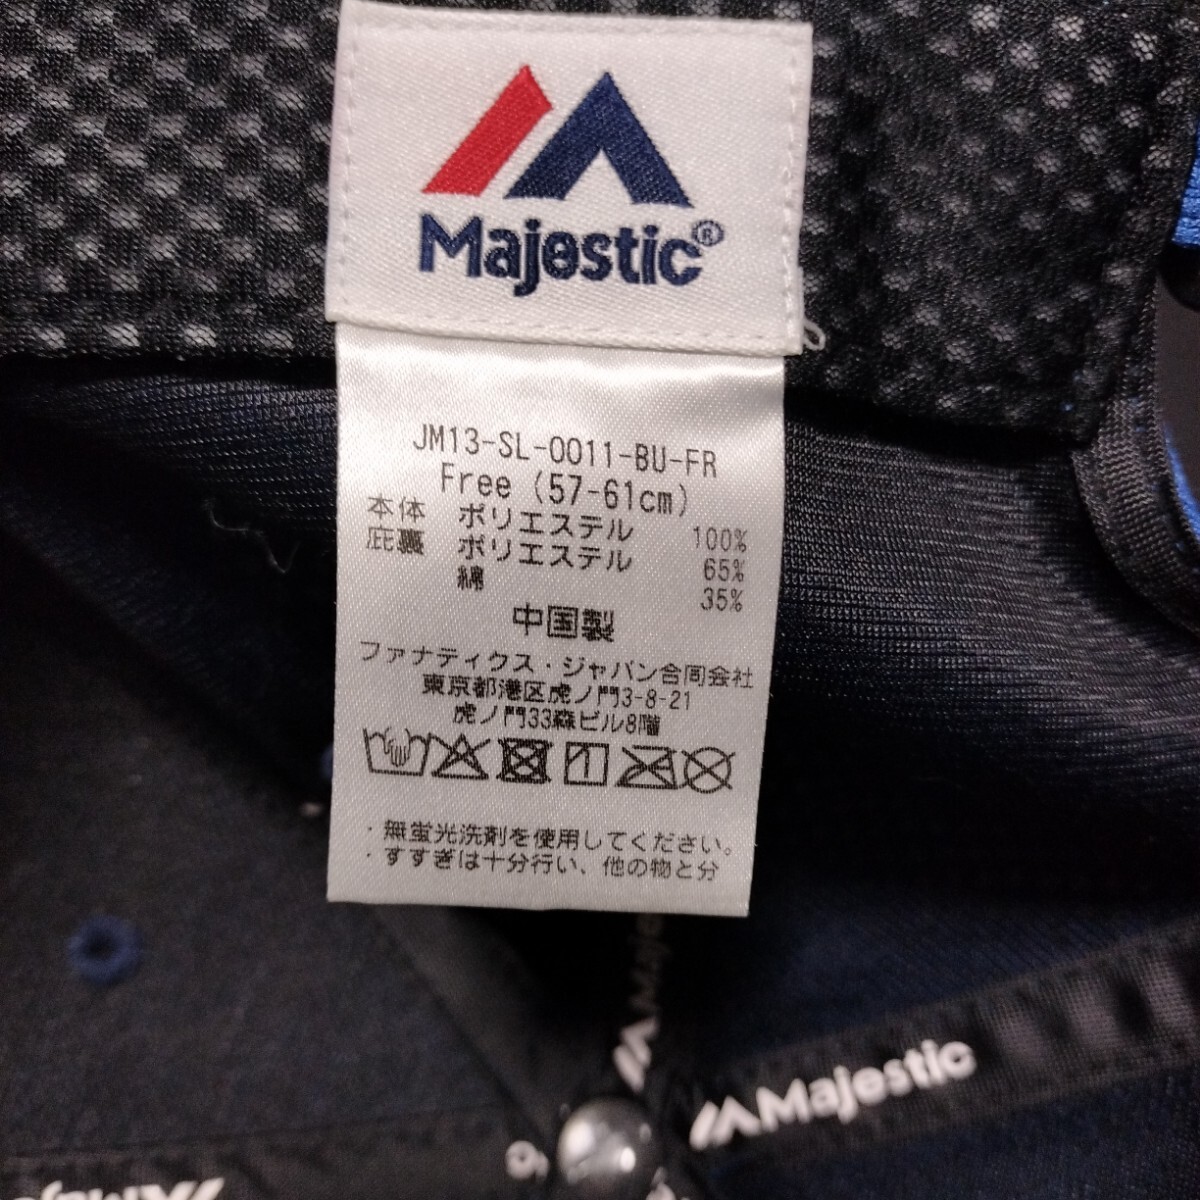 Majestic®
JM13-SL-0011-BU-FR
Free (57-61cm)
本体 ポリエステル 100%
庇裏 ポリエステル 65%
綿 35%
中国製
ファナティクス・ジャパン合同会社
東京都港区虎ノ門3-8-21
虎ノ門33森ビル8階
・無蛍光洗剤を使用してください。
・すすぎは十分行い、他の物と分
Majestic
Majestic